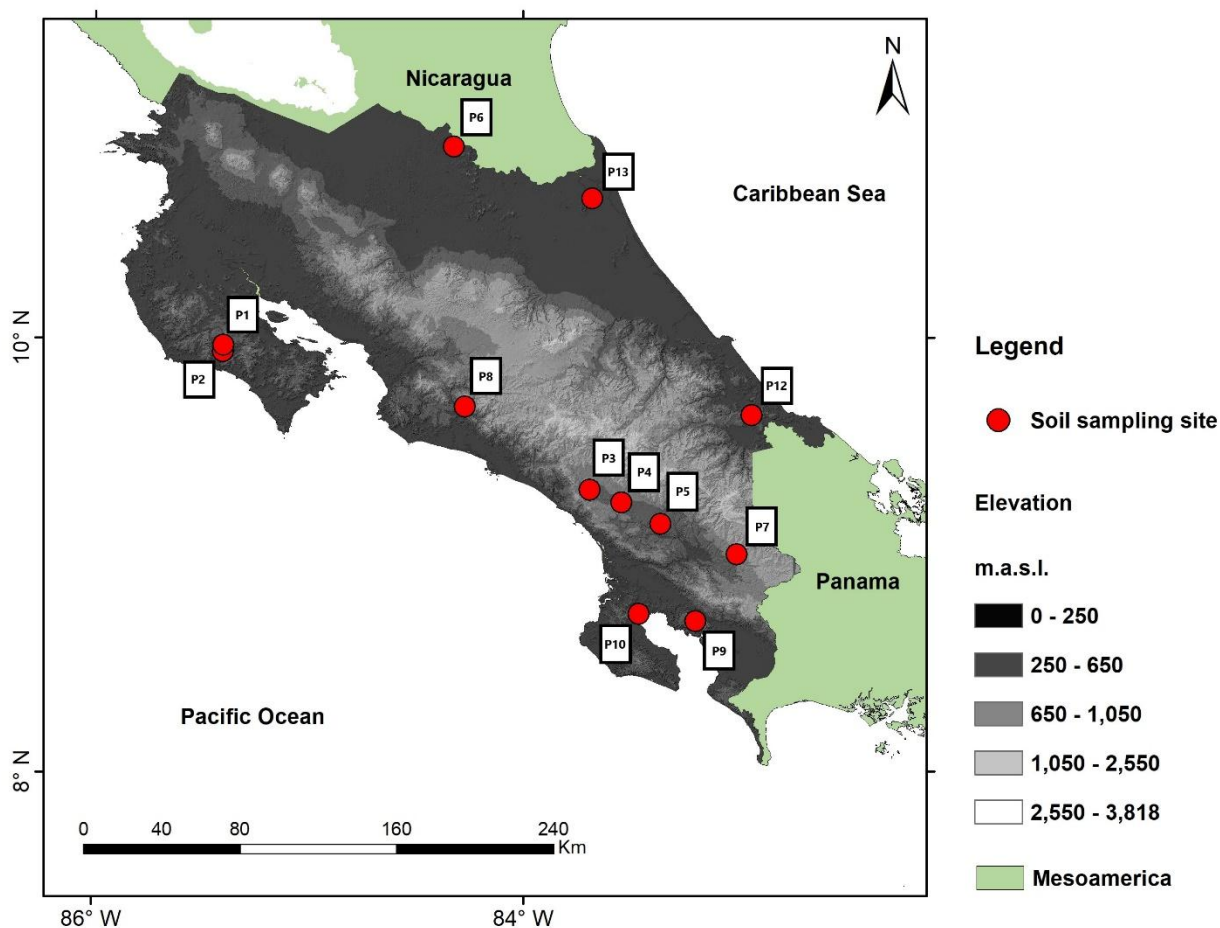 N
Nicaragua
P6
P13
Caribbean Sea
P1
10° N
Legend
P2
P8
P12
Soil sampling site
P3
P4
P5
Elevation
P7
m.a.s.l.
Panama
0 - 250
P10
P9
250 - 650
Pacific Ocean
650 - 1,050
8° N
1,050 - 2,550
2,550 - 3,818
0 40 80 160 240
Km
Mesoamerica
86° W
84° W